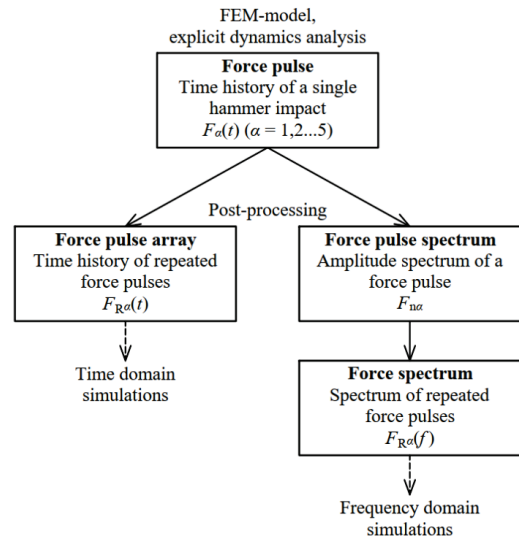 FEM-model,
explicit dynamics analysis
Force pulse
Time history of a single
hammer impact
Fα(t) (α = 1,2...5)
Post-processing
Force pulse array
Time history of repeated
force pulses
FRα(t)
Time domain
simulations
Force pulse spectrum
Amplitude spectrum of a
force pulse
Fnα
Force spectrum
Spectrum of repeated
force pulses
FRα(f)
Frequency domain
simulations